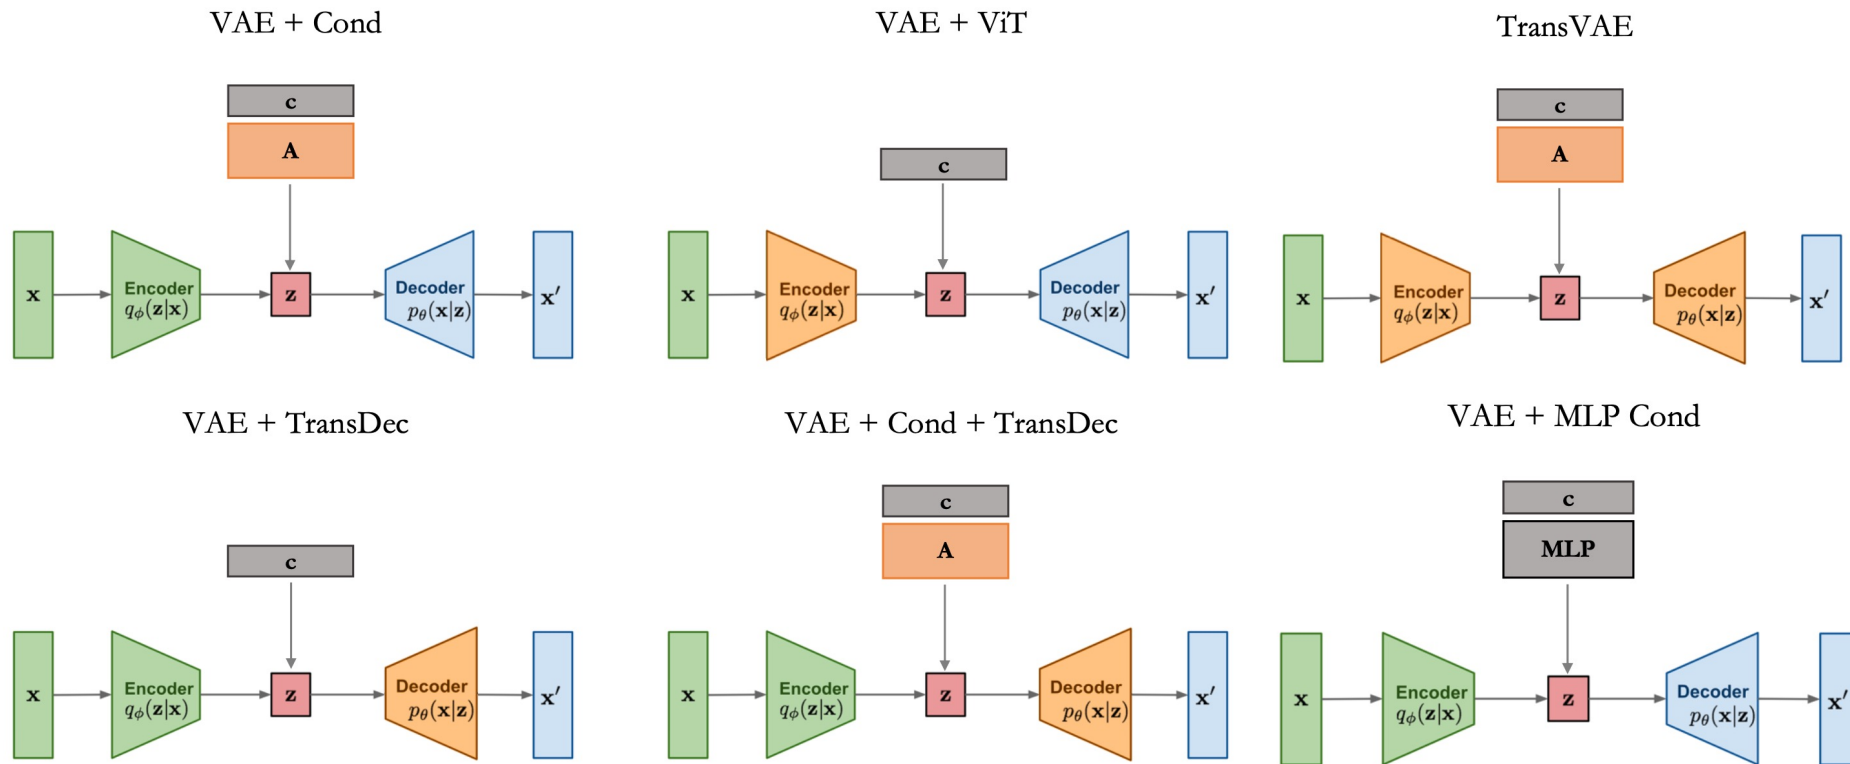 VAE + Cond
c
A
x
Encoder
qϕ(z|x)
z
Decoder
pθ(x|z)
x′
VAE + ViT
c
x
Encoder
qϕ(z|x)
z
Decoder
pθ(x|z)
x′
TransVAE
c
A
x
Encoder
qϕ(z|x)
z
Decoder
pθ(x|z)
x′
VAE + TransDec
c
x
Encoder
qϕ(z|x)
z
Decoder
pθ(x|z)
x′
VAE + Cond + TransDec
c
A
x
Encoder
qϕ(z|x)
z
Decoder
pθ(x|z)
x′
VAE + MLP Cond
c
MLP
x
Encoder
qϕ(z|x)
z
Decoder
pθ(x|z)
x′